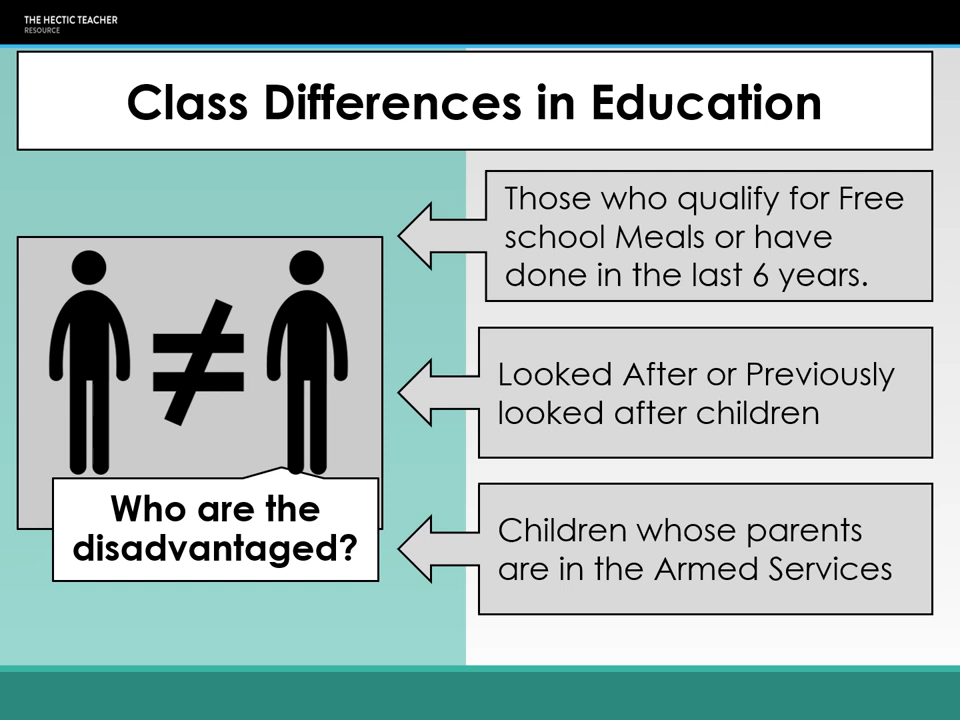 THE HECTIC TEACHER
RESOURCE
Class Differences in Education
Those who qualify for Free
school Meals or have
done in the last 6 years.
Looked After or Previously
looked after children
Who are the
disadvantaged?
Children whose parents
are in the Armed Services